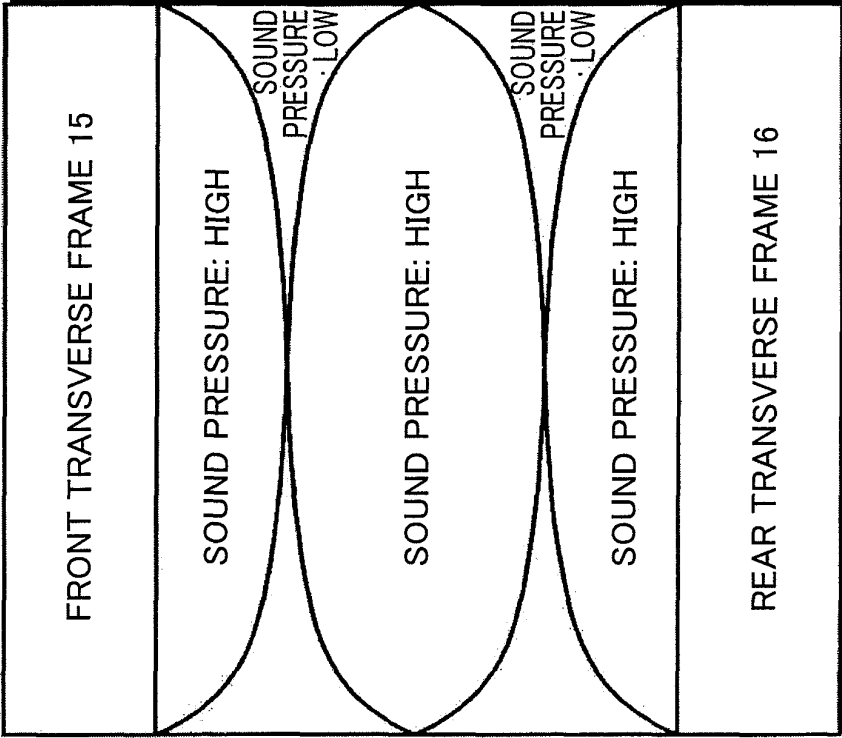 FRONT TRANSVERSE FRAME 15
SOUND PRESSURE: HIGH
SOUND
PRESSURE
: LOW
SOUND PRESSURE: HIGH
SOUND
PRESSURE
: LOW
SOUND PRESSURE: HIGH
REAR TRANSVERSE FRAME 16